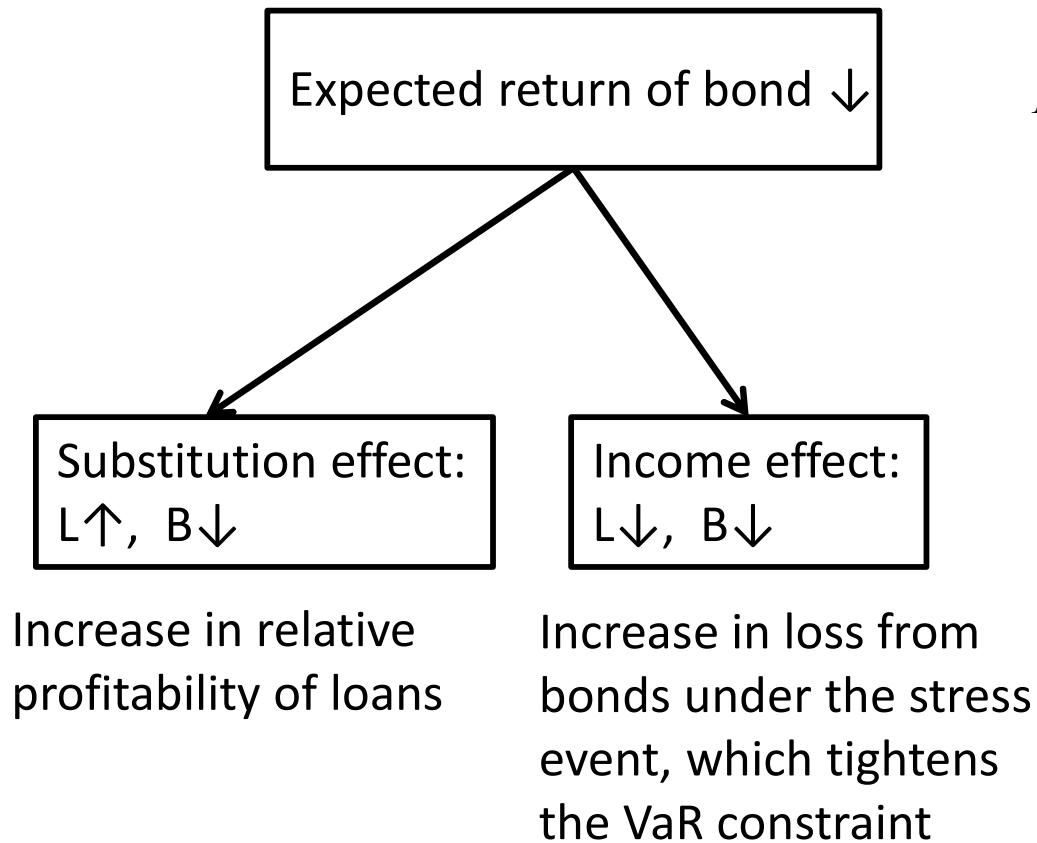 Expected return of bond ↓
Substitution effect:
L↑, B↓
Income effect:
L↓, B↓
Increase in relative
profitability of loans
Increase in loss from
bonds under the stress
event, which tightens
the VaR constraint